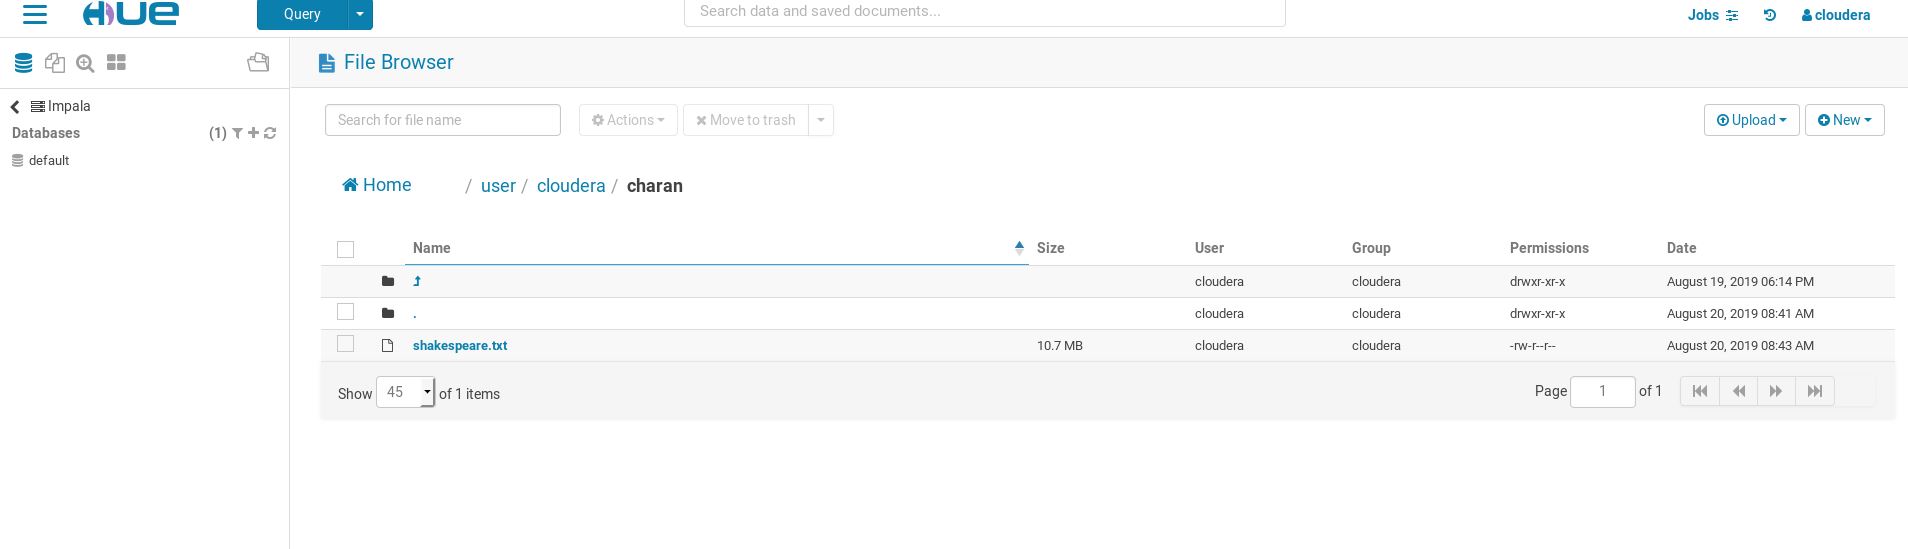 HUE Query Search data and saved documents... Jobs cloudera
File Browser
Impala
Databases (1)
default
Search for file name Actions Move to trash Upload New
Home / user / cloudera / charan
Name Size User Group Permissions Date
cloudera cloudera drwxr-xr-x August 19, 2019 06:14 PM
. cloudera cloudera drwxr-xr-x August 20, 2019 08:41 AM
shakespeare.txt 10.7 MB cloudera cloudera -rw-r--r-- August 20, 2019 08:43 AM
Show 45 of 1 items Page 1 of 1